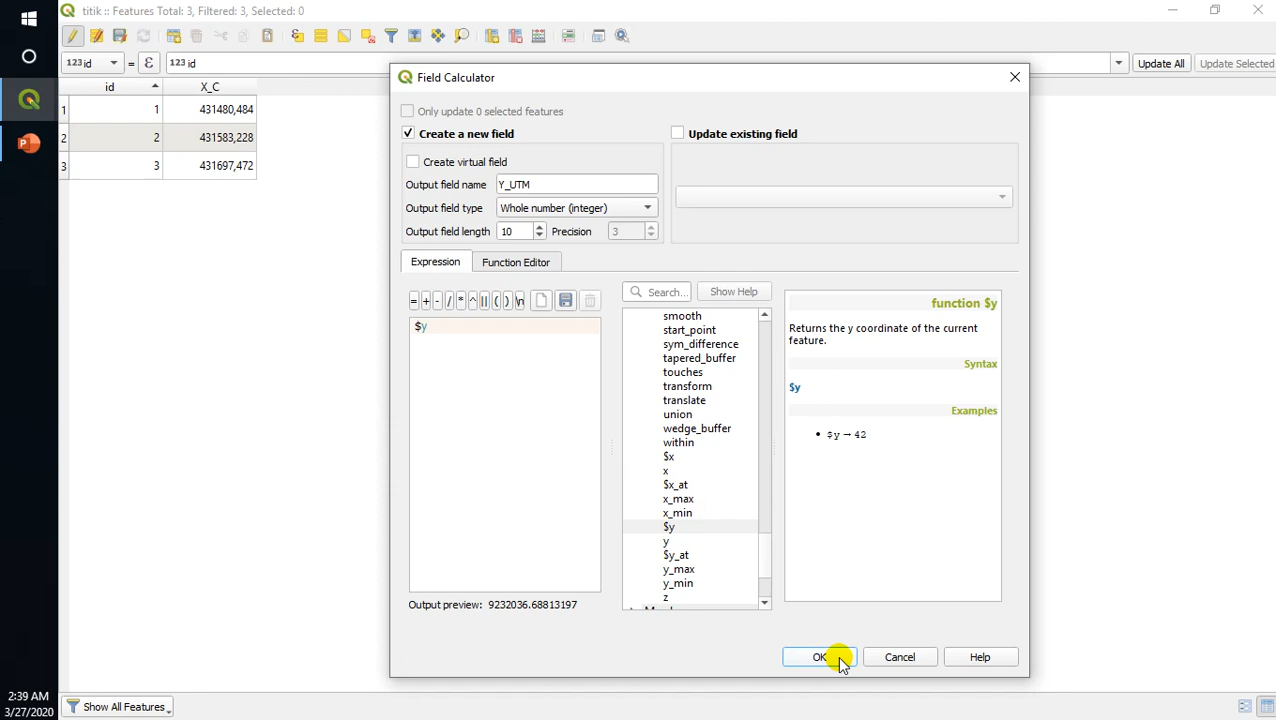 titik :: Features Total: 3, Filtered: 3, Selected: 0
123 id
=
ε
123 id
Update All
Update Selected
id
X_C
1
1
431480,484
2
2
431583,228
3
3
431697,472
Field Calculator
Only update 0 selected features
Create a new field
Update existing field
Create virtual field
Output field name
Y_UTM
Output field type
Whole number (integer)
Output field length
10
Precision
3
Expression
Function Editor
= + - / * ^ || ( ) \n
Search...
Show Help
$y
smooth
start_point
sym_difference
tapered_buffer
touches
transform
translate
union
wedge_buffer
within
$x
x
$x_at
x_max
x_min
$y
y
$y_at
y_max
y_min
z
function $y
Returns the y coordinate of the current
feature.
Syntax
$y
Examples
• $y → 42
Output preview: 9232036.68813197
OK
Cancel
Help
2:39 AM
3/27/2020
Show All Features